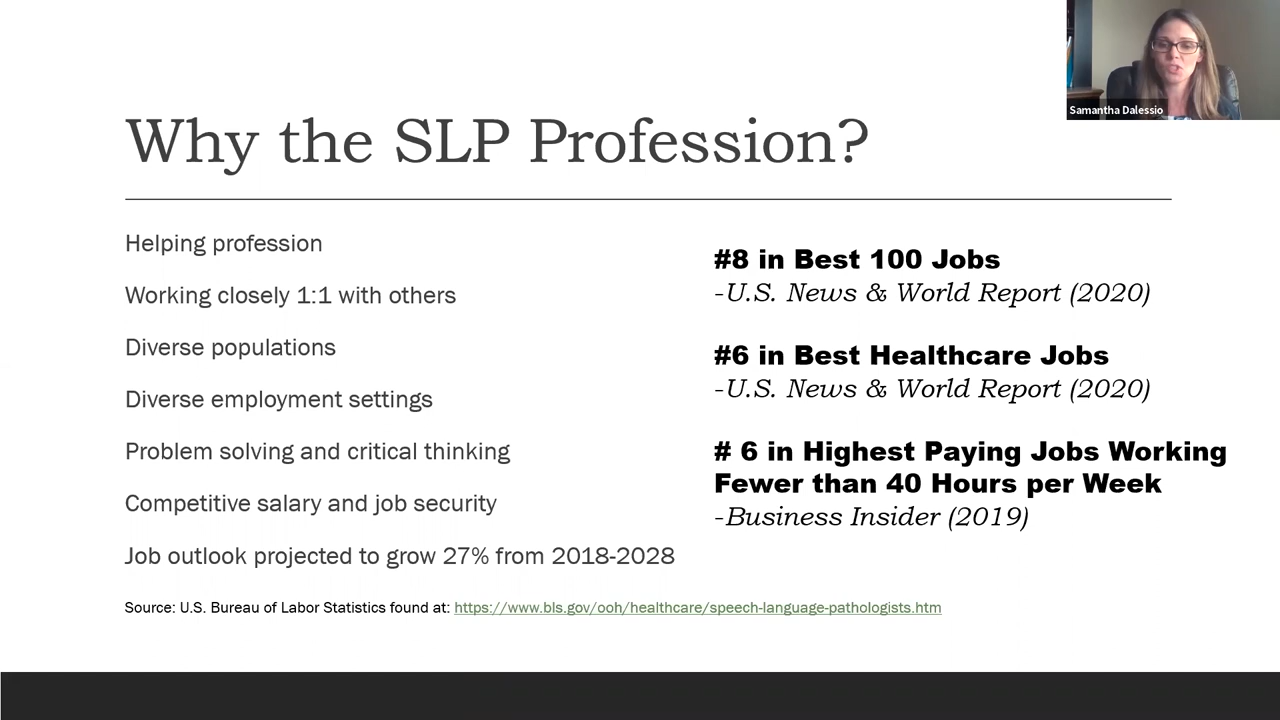 Samantha Dalessio
Why the SLP Profession?
Helping profession
Working closely 1:1 with others
Diverse populations
Diverse employment settings
Problem solving and critical thinking
Competitive salary and job security
Job outlook projected to grow 27% from 2018-2028
#8 in Best 100 Jobs
-U.S. News & World Report (2020)
#6 in Best Healthcare Jobs
-U.S. News & World Report (2020)
# 6 in Highest Paying Jobs Working
Fewer than 40 Hours per Week
-Business Insider (2019)
Source: U.S. Bureau of Labor Statistics found at: https://www.bls.gov/ooh/healthcare/speech-language-pathologists.htm